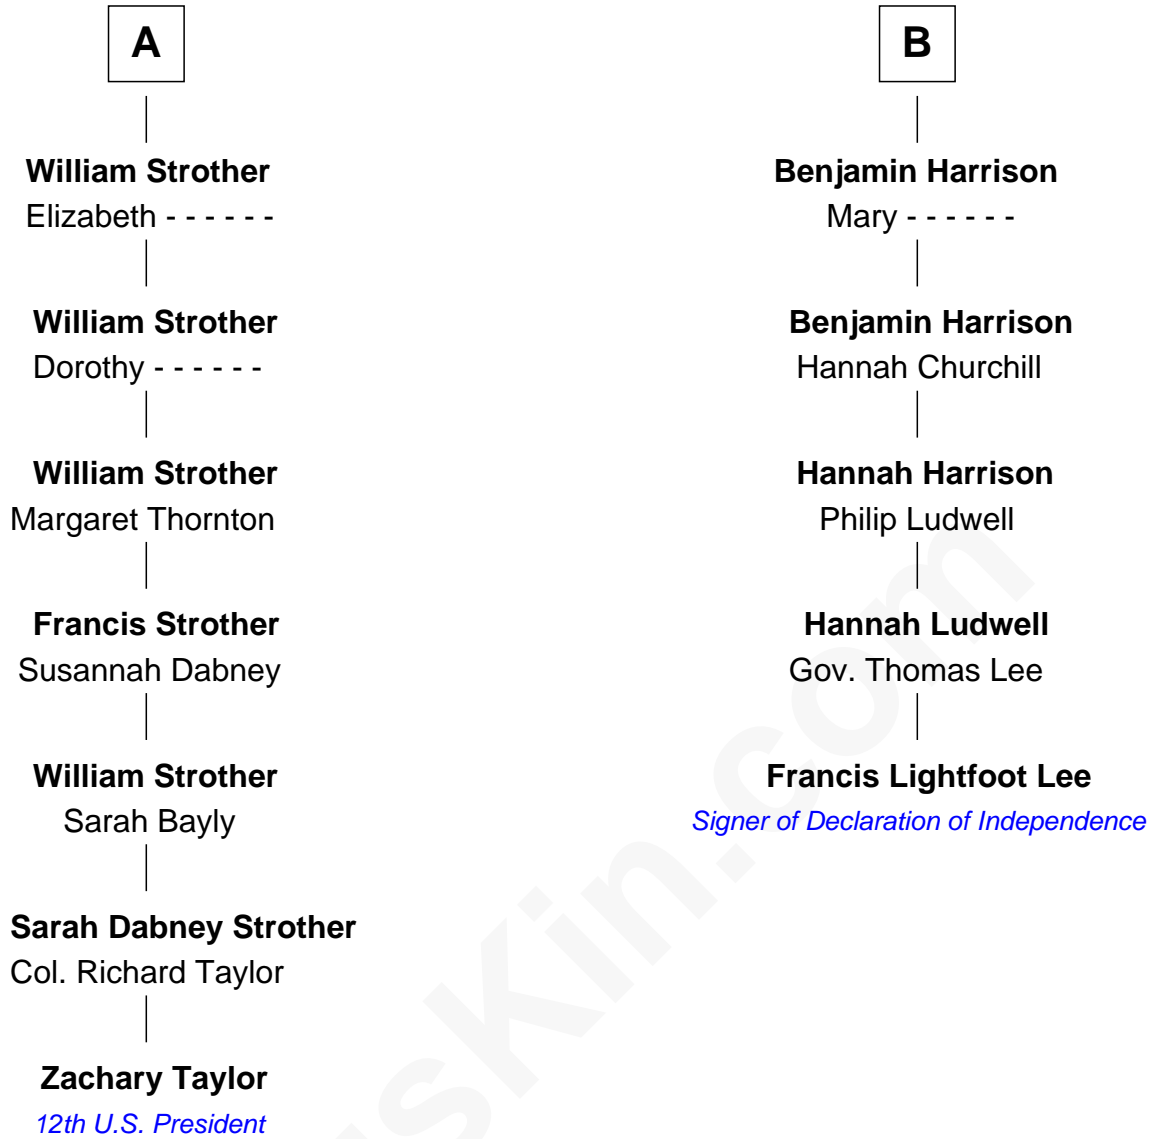 A
William Strother
Elizabeth - - - - - -
William Strother
Dorothy - - - - - -
William Strother
Margaret Thornton
Francis Strother
Susannah Dabney
William Strother
Sarah Bayly
Sarah Dabney Strother
Col. Richard Taylor
Zachary Taylor
12th U.S. President
B
Benjamin Harrison
Mary - - - - - -
Benjamin Harrison
Hannah Churchill
Hannah Harrison
Philip Ludwell
Hannah Ludwell
Gov. Thomas Lee
Francis Lightfoot Lee
Signer of Declaration of Independence